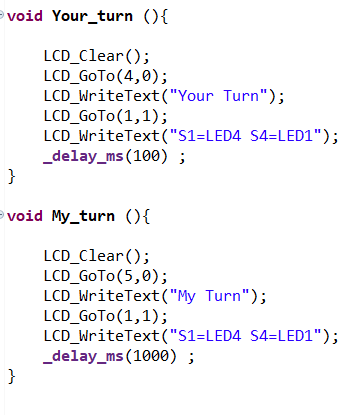 void Your_turn (){
LCD_Clear();
LCD_GoTo(4,0);
LCD_WriteText("Your Turn");
LCD_GoTo(1,1);
LCD_WriteText("S1=LED4 S4=LED1");
_delay_ms(100) ;
}
void My_turn (){
LCD_Clear();
LCD_GoTo(5,0);
LCD_WriteText("My Turn");
LCD_GoTo(1,1);
LCD_WriteText("S1=LED4 S4=LED1");
_delay_ms(1000) ;
}